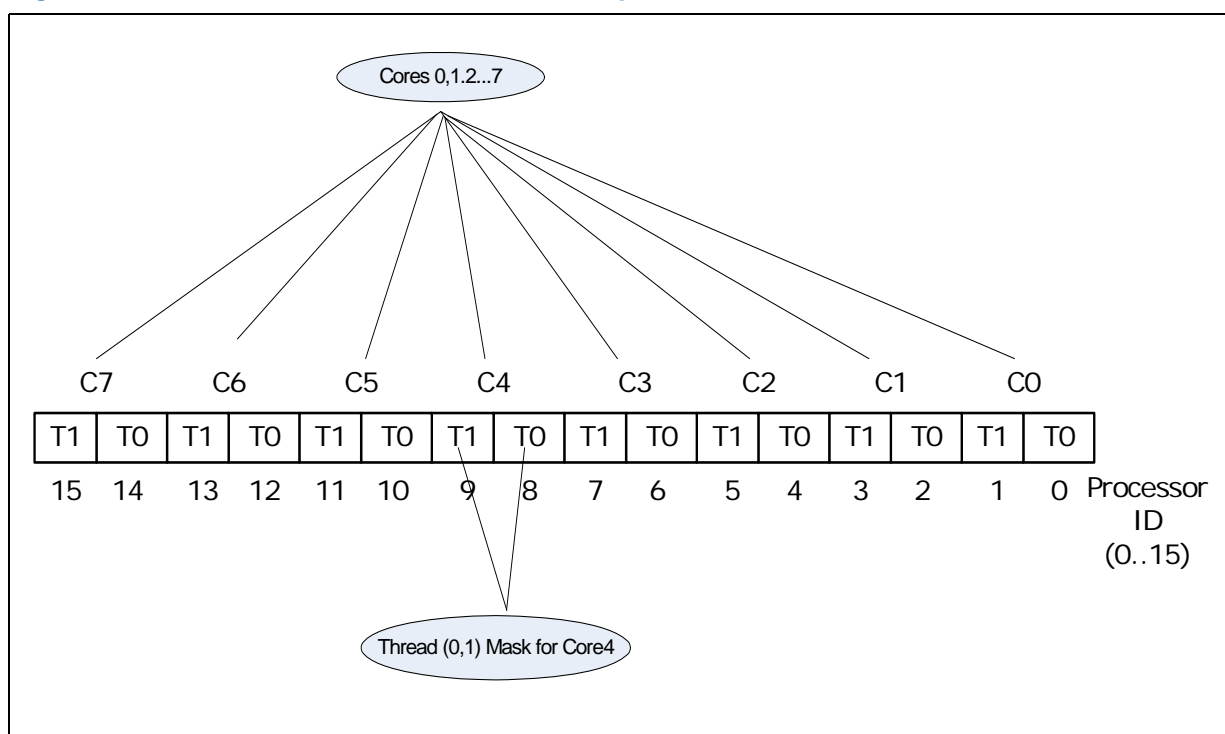 Cores 0,1.2...7
C7 C6 C5 C4 C3 C2 C1 C0
T1 T0 T1 T0 T1 T0 T1 T0 T1 T0 T1 T0 T1 T0 T1 T0
15 14 13 12 11 10 9 8 7 6 5 4 3 2 1 0 Processor
ID
(0..15)
Thread (0,1) Mask for Core4